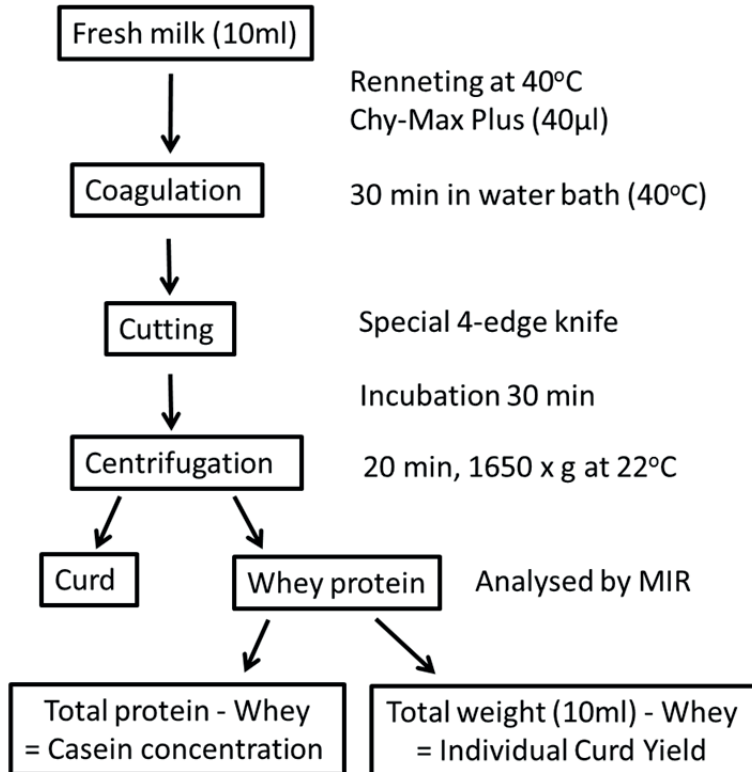 Fresh milk (10ml)
Renneting at 40°C
Chy-Max Plus (40µl)
Coagulation
30 min in water bath (40°C)
Cutting
Special 4-edge knife
Incubation 30 min
Centrifugation
20 min, 1650 x g at 22°C
Curd
Whey protein
Analysed by MIR
Total protein - Whey
= Casein concentration
Total weight (10ml) - Whey
= Individual Curd Yield